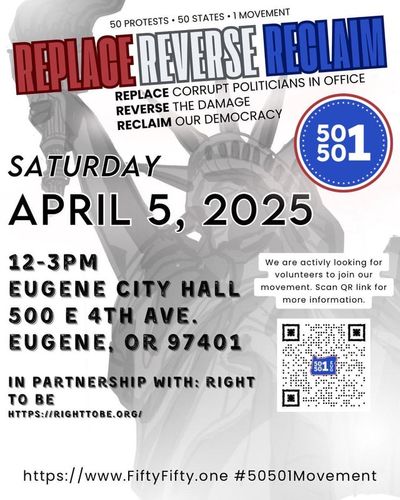 50 PROTESTS • 50 STATES • 1 MOVEMENT
REPLACE REVERSE RECLAIM
REPLACE CORRUPT POLITICIANS IN OFFICE
REVERSE THE DAMAGE
RECLAIM OUR DEMOCRACY
50
501
SATURDAY
APRIL 5, 2025
12-3PM
EUGENE CITY HALL
500 E 4TH AVE.
EUGENE, OR 97401
We are activly looking for
volunteers to join our
movement. Scan QR link for
more information.
50
501
IN PARTNERSHIP WITH: RIGHT
TO BE
HTTPS://RIGHTTOBE.ORG/
https://www.FiftyFifty.one #50501Movement